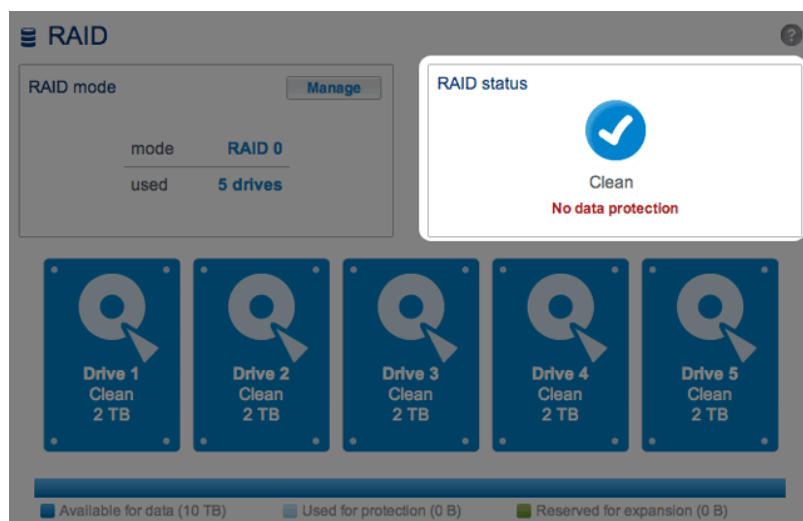 RAID
?
RAID mode
Manage
mode RAID 0
used 5 drives
RAID status
Clean
No data protection
Drive 1
Clean
2 TB
Drive 2
Clean
2 TB
Drive 3
Clean
2 TB
Drive 4
Clean
2 TB
Drive 5
Clean
2 TB
Available for data (10 TB) Used for protection (0 B) Reserved for expansion (0 B)